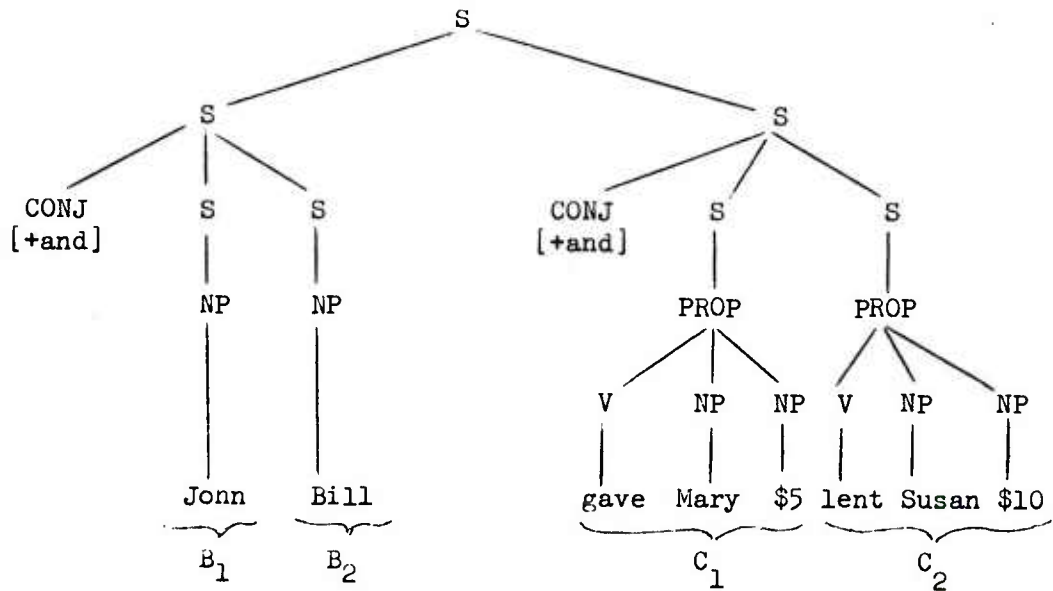 S
S S
CONJ S S CONJ S S
[+and] [+and]
NP NP PROP PROP
V NP NP V NP NP
Jonn Bill gave Mary $5 lent Susan $10
B1 B2 C1 C2